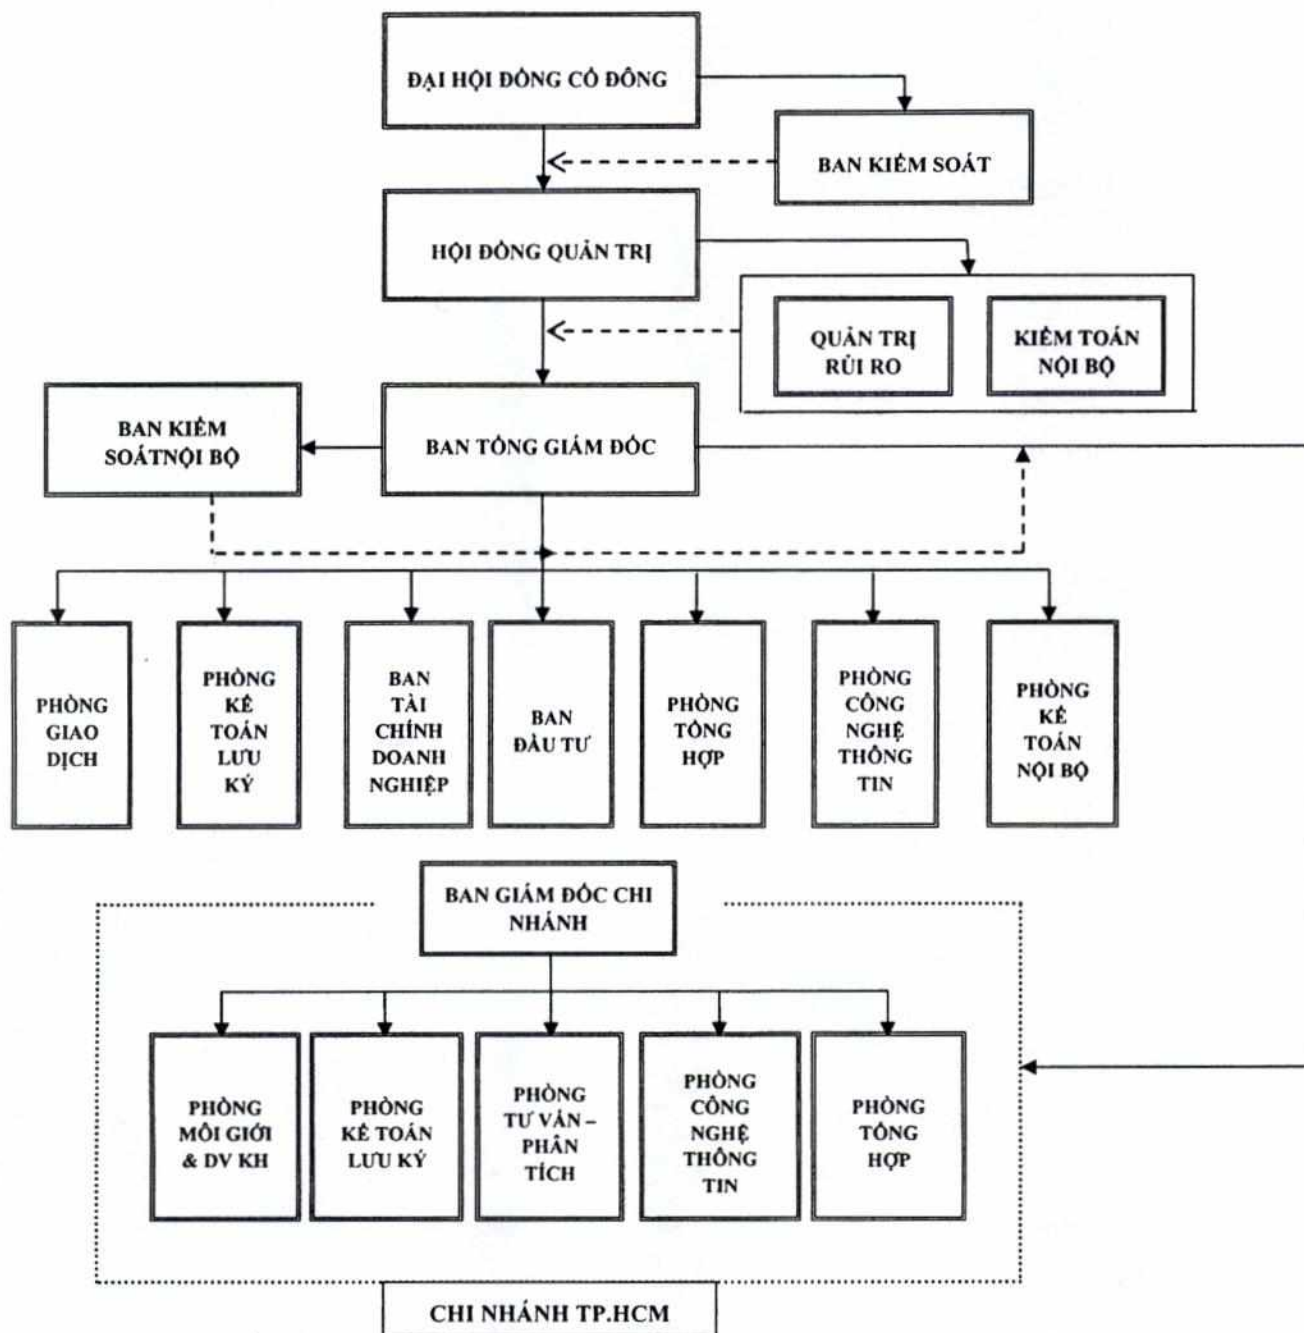 ĐẠI HỘI ĐỒNG CỔ ĐÔNG
BAN KIỂM SOÁT
HỘI ĐỒNG QUẢN TRỊ
QUẢN TRỊ
RỦI RO
KIỂM TOÁN
NỘI BỘ
BAN KIỂM
SOÁTNỘI BỘ
BAN TỔNG GIÁM ĐỐC
PHÒNG
GIAO
DỊCH
PHÒNG
KẾ
TOÁN
LƯU
KÝ
BAN
TÀI
CHÍNH
DOANH
NGHIỆP
BAN
ĐẦU TƯ
PHÒNG
TỔNG
HỢP
PHÒNG
CÔNG
NGHỆ
THÔNG
TIN
PHÒNG
KẾ
TOÁN
NỘI BỘ
BAN GIÁM ĐỐC CHI
NHÁNH
PHÒNG
MÔI GIỚI
& DV KH
PHÒNG
KẾ TOÁN
LƯU KÝ
PHÒNG
TƯ VẤN –
PHÂN
TÍCH
PHÒNG
CÔNG
NGHỆ
THÔNG
TIN
PHÒNG
TỔNG
HỢP
CHI NHÁNH TP.HCM